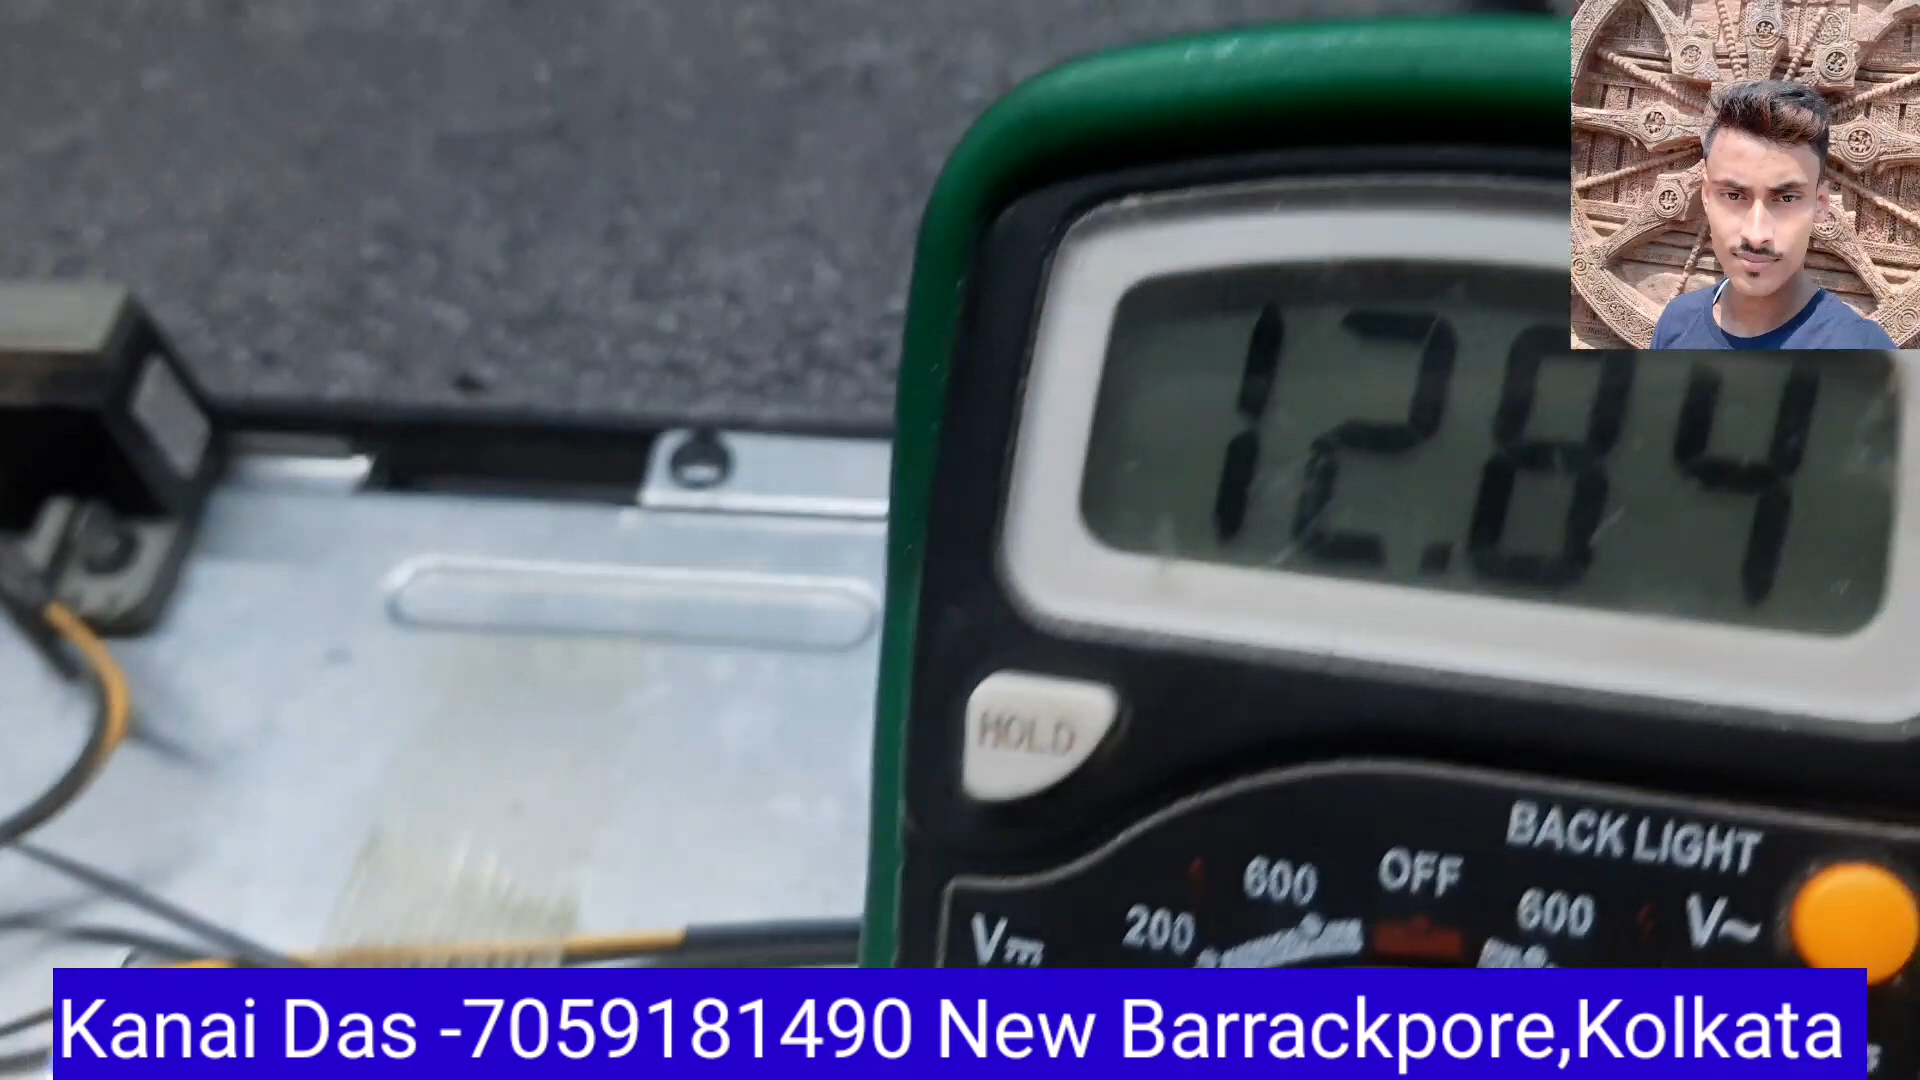 12.84
HOLD
BACK LIGHT
200
600
OFF
600
V
V~
Kanai Das -7059181490 New Barrackpore,Kolkata